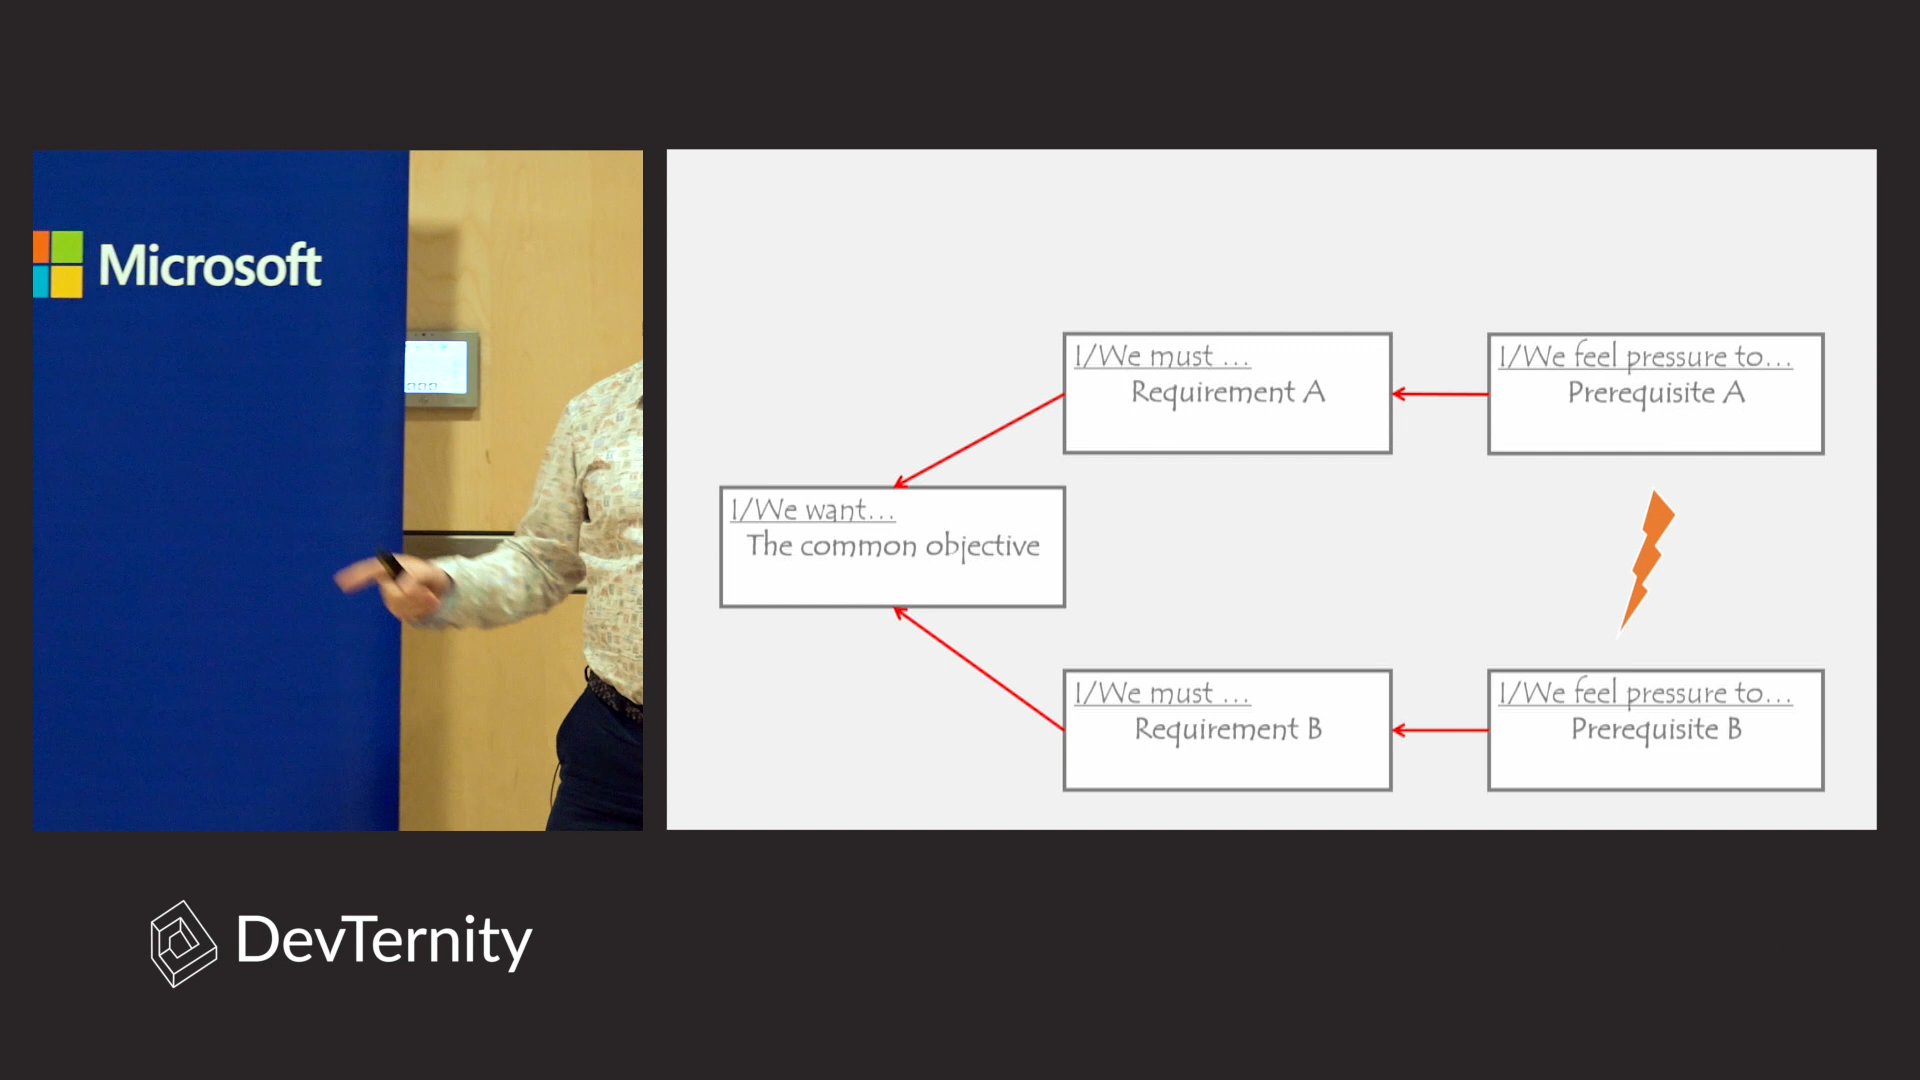 Microsoft
I/We must ...
Requirement A
I/We feel pressure to...
Prerequisite A
I/We want...
The common objective
I/We must ...
Requirement B
I/We feel pressure to...
Prerequisite B
DevTernity